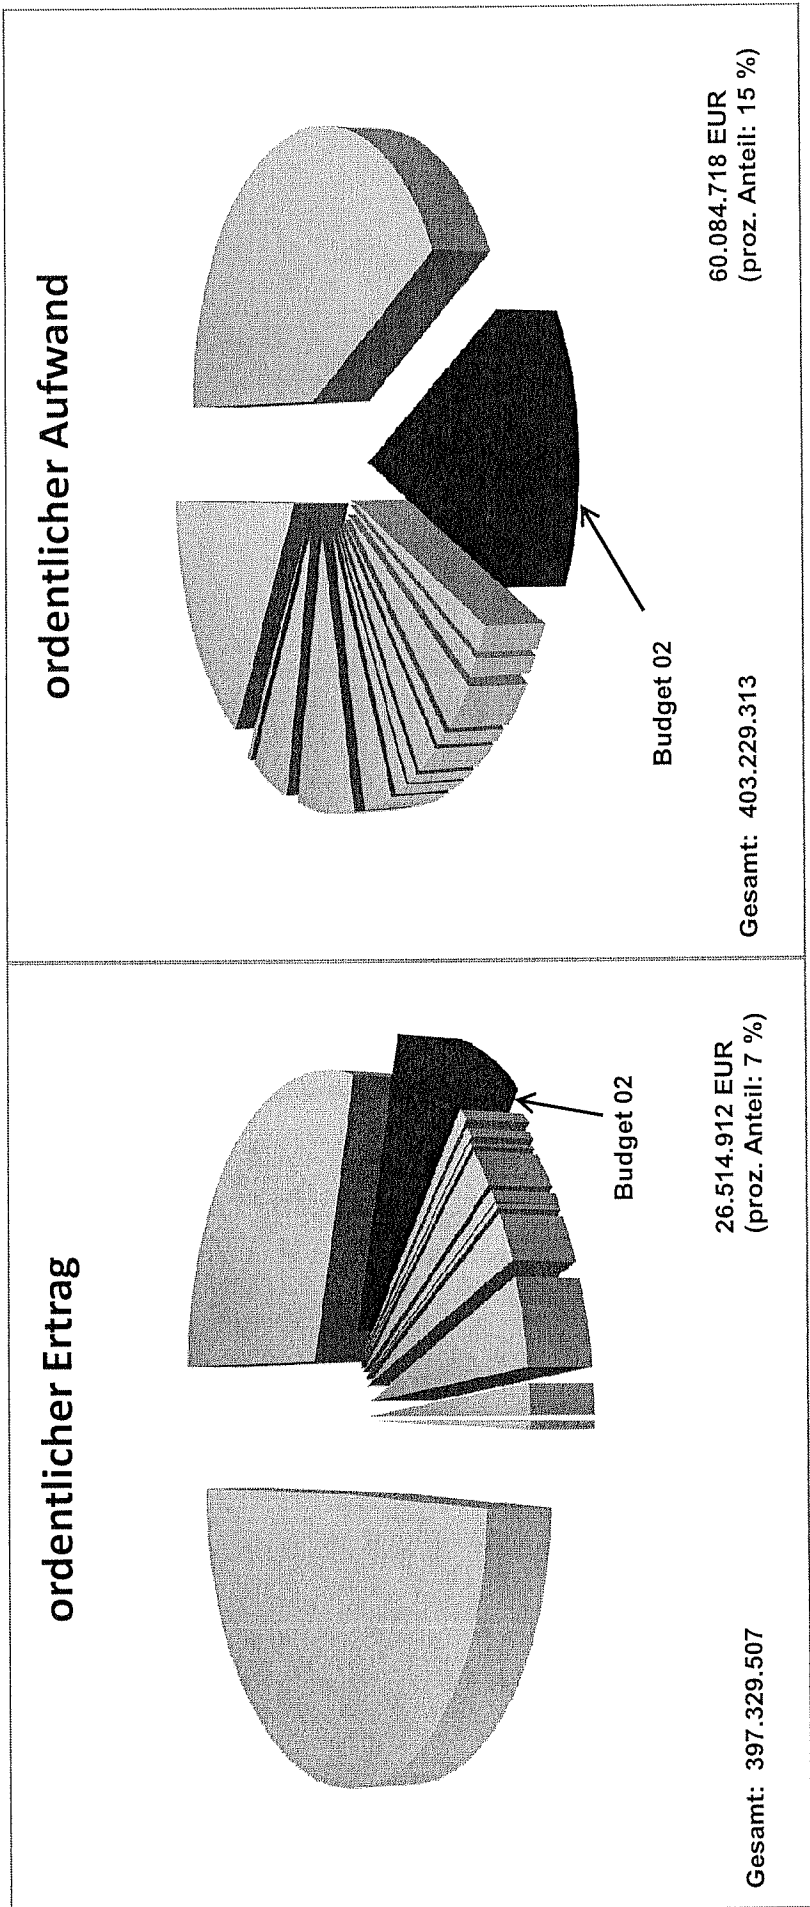 ordentlicher Ertrag
Budget 02
26.514.912 EUR
(proz. Anteil: 7 %)
Gesamt: 397.329.507
ordentlicher Aufwand
Budget 02
60.084.718 EUR
(proz. Anteil: 15 %)
Gesamt: 403.229.313